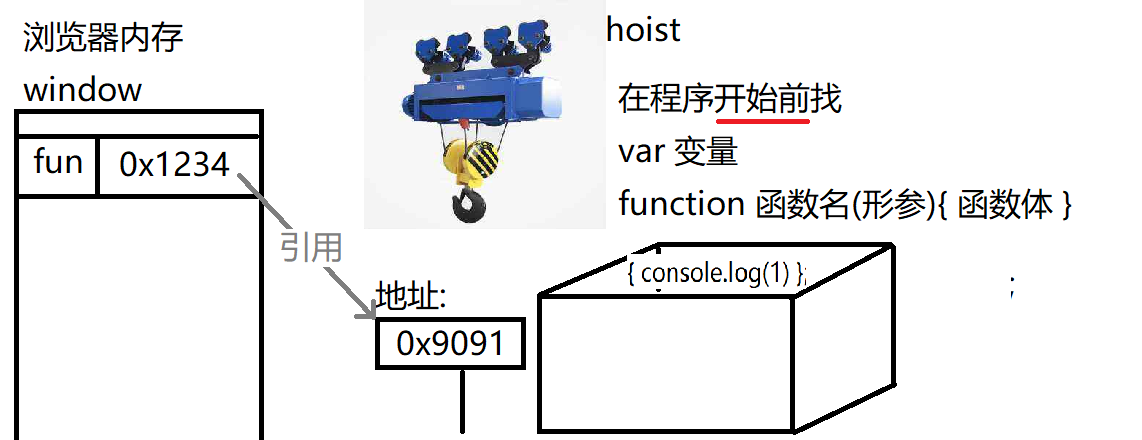 浏览器内存
window
fun 0x1234
引用
hoist
在程序开始前找
var 变量
function 函数名(形参){ 函数体 }
地址:
0x9091
{ console.log(1) };
;